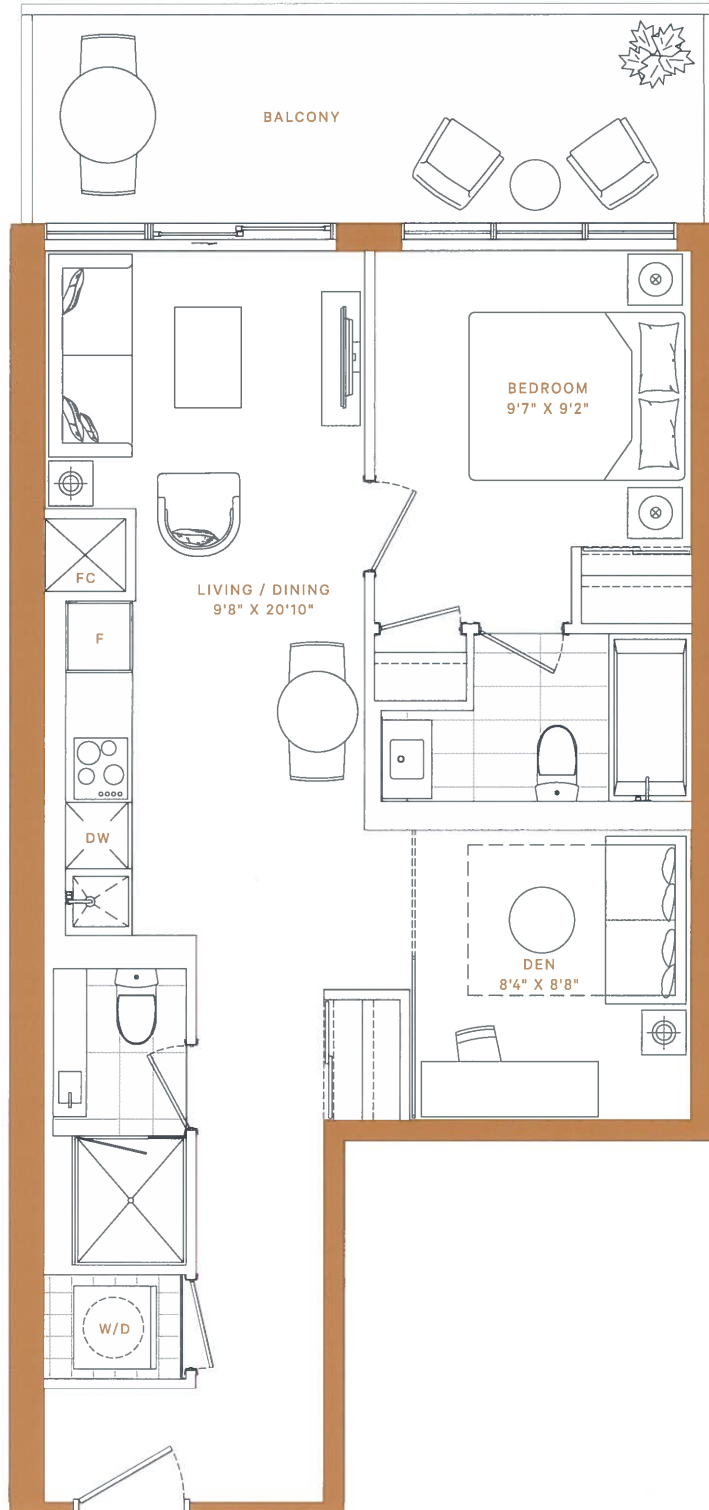 BALCONY
BEDROOM
9'7" X 9'2"
FC
LIVING / DINING
9'8" X 20'10"
F
DW
DEN
8'4" X 8'8"
W/D